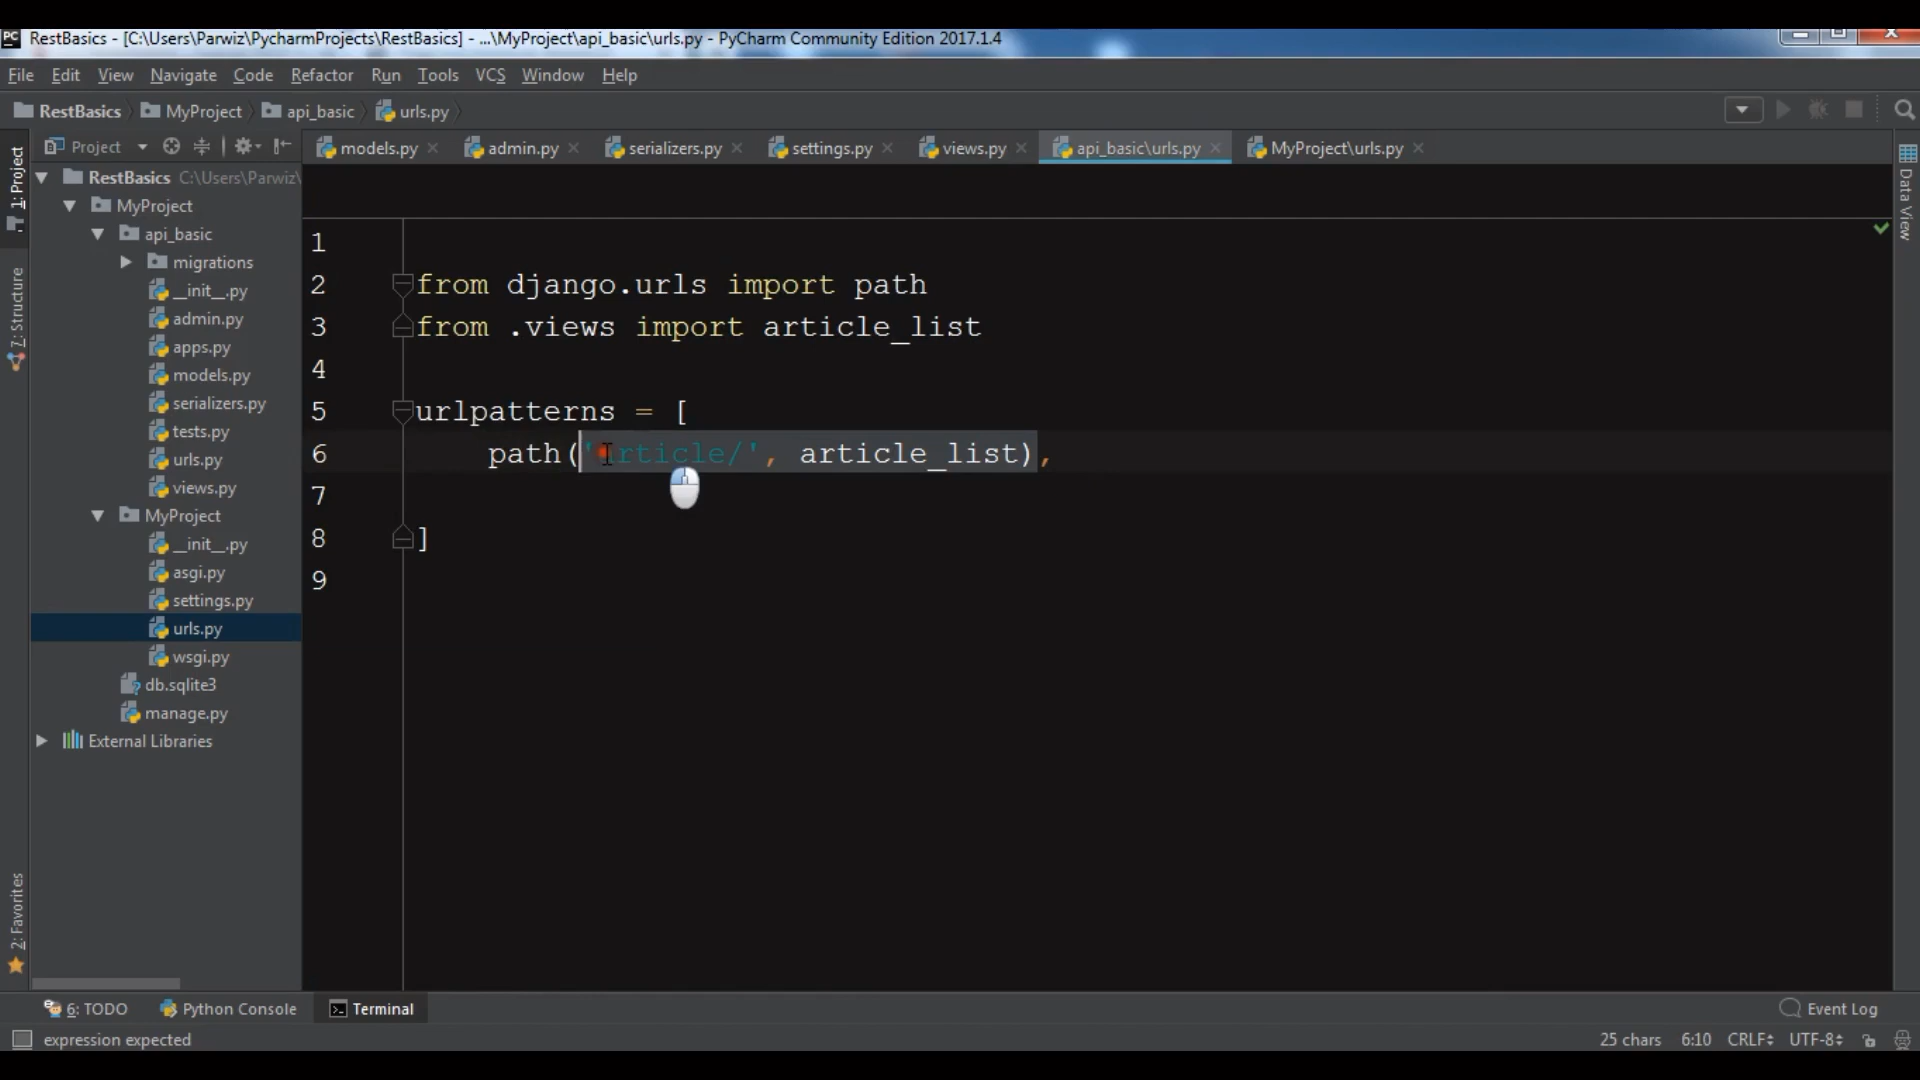 RestBasics - [C:\Users\Parwiz\PycharmProjects\RestBasics] - ...\MyProject\api_basic\urls.py - PyCharm Community Edition 2017.1.4
File Edit View Navigate Code Refactor Run Tools VCS Window Help
RestBasics MyProject api_basic urls.py
Project
models.py admin.py serializers.py settings.py views.py api_basic\urls.py MyProject\urls.py
1: Project
7: Structure
2: Favorites
RestBasics C:\Users\Parwiz\
MyProject
api_basic
migrations
__init__.py
admin.py
apps.py
models.py
serializers.py
tests.py
urls.py
views.py
MyProject
__init__.py
asgi.py
settings.py
urls.py
wsgi.py
db.sqlite3
manage.py
External Libraries
1
2 from django.urls import path
3 from .views import article_list
4
5 urlpatterns = [
6 path('article/', article_list),
7
8 ]
9
Data View
6: TODO Python Console Terminal Event Log
expression expected 25 chars 6:10 CRLF UTF-8